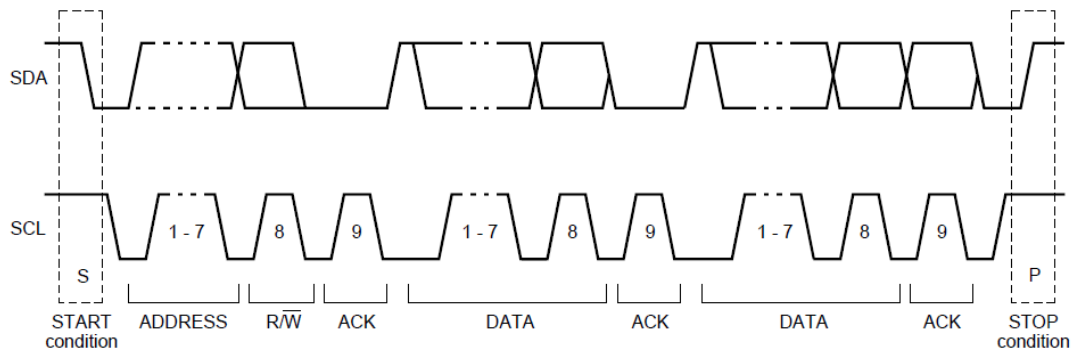 SDA
SCL
1 - 7
8
9
1 - 7
8
9
1 - 7
8
9
S
P
START
condition
ADDRESS
R/W̅
ACK
DATA
ACK
DATA
ACK
STOP
condition